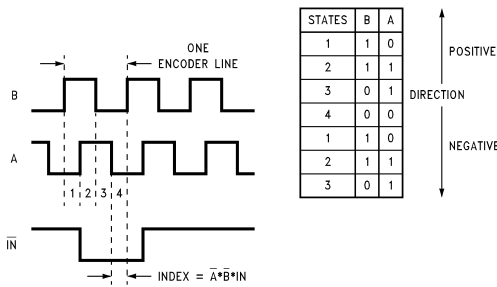 ONE
ENCODER LINE
B
A
1 2 3 4
IN
INDEX = A*B*IN
STATES B A
1 1 0
2 1 1
3 0 1
4 0 0
1 1 0
2 1 1
3 0 1
POSITIVE
DIRECTION
NEGATIVE